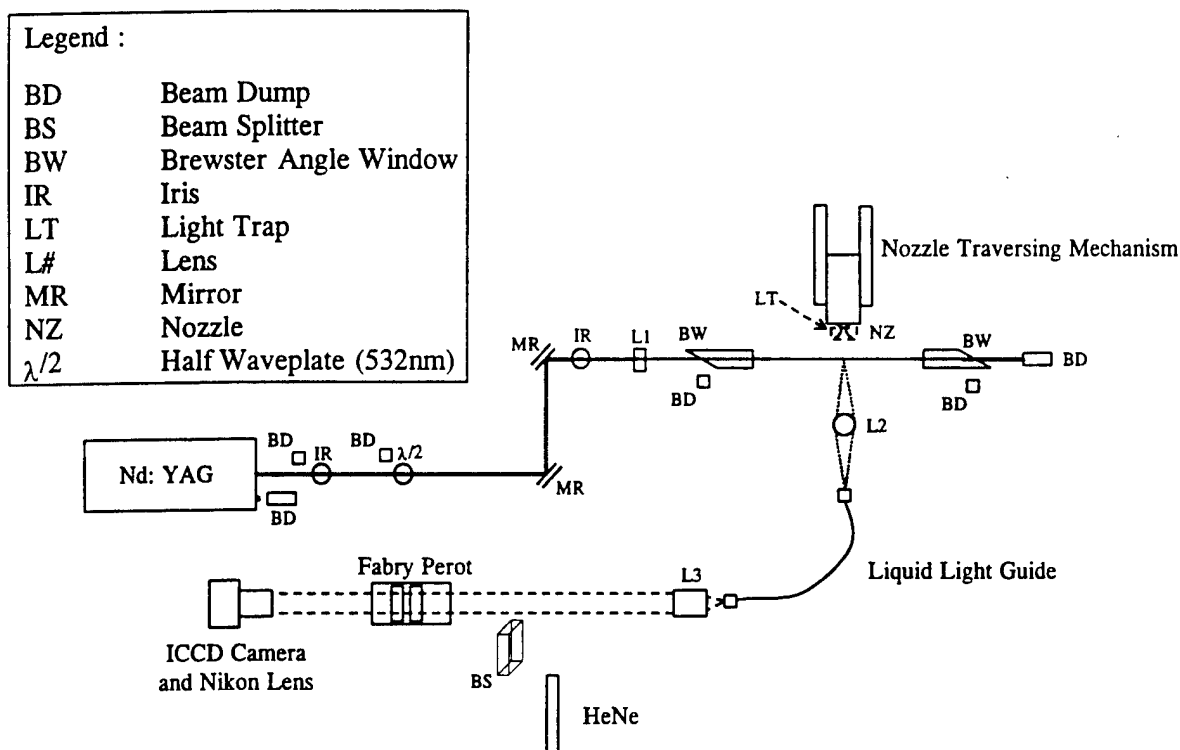 Legend :
BD Beam Dump
BS Beam Splitter
BW Brewster Angle Window
IR Iris
LT Light Trap
L# Lens
MR Mirror
NZ Nozzle
λ/2 Half Waveplate (532nm)
Nozzle Traversing Mechanism
LT
NZ
MR
IR
L1
BW
BW
BD
BD
BD
L2
BD
IR
BD
λ/2
Nd: YAG
MR
BD
Fabry Perot
L3
Liquid Light Guide
ICCD Camera
and Nikon Lens
BS
HeNe